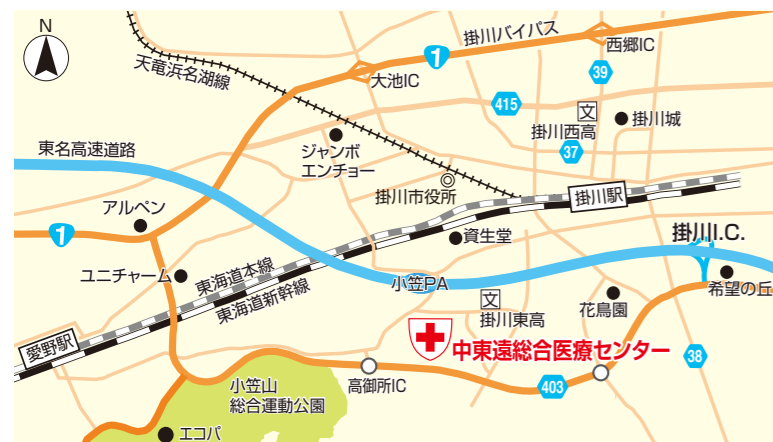 N
掛川バイパス
西郷IC
天竜浜名湖線
大池IC
1
39
415
文
掛川西高
掛川城
37
東名高速道路
ジャンボ
エンチョー
掛川市役所
掛川駅
アルペン
1
資生堂
掛川I.C.
ユニチャーム
東海道本線
東海道新幹線
小笠PA
希望の丘
文
掛川東高
花鳥園
愛野駅
中東遠総合医療センター
38
小笠山
総合運動公園
高御所IC
403
エコパ